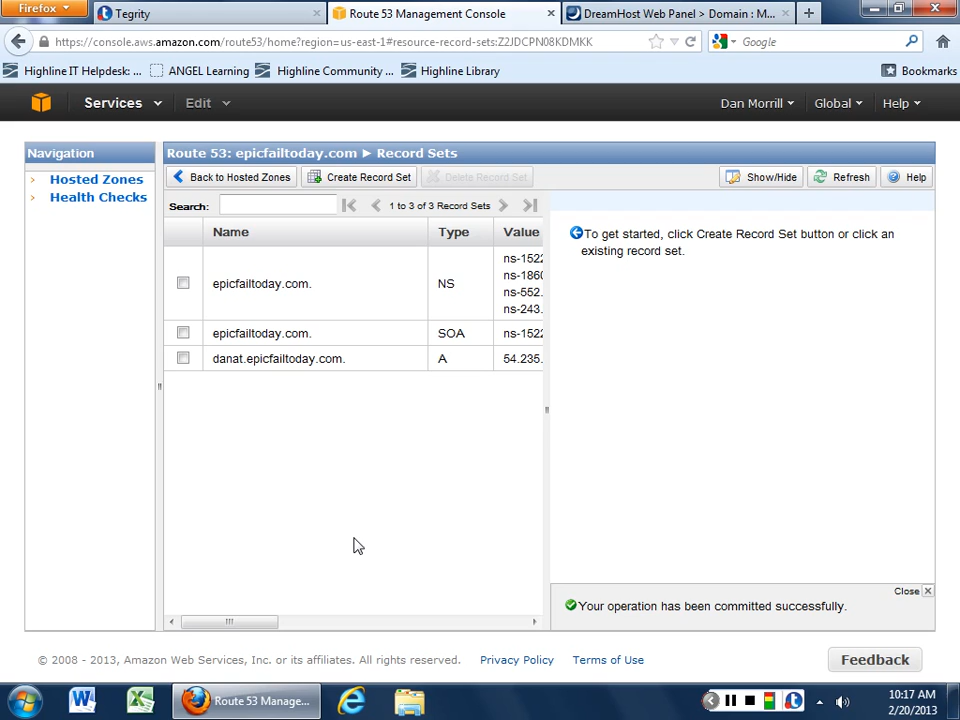 Firefox
Tegrity
Route 53 Management Console
DreamHost Web Panel > Domain : M...
https://console.aws.amazon.com/route53/home?region=us-east-1#resource-record-sets:Z2JDCPN08KDMKK
Google
Highline IT Helpdesk: ...
ANGEL Learning
Highline Community ...
Highline Library
Bookmarks
Services
Edit
Dan Morrill
Global
Help
Navigation
Hosted Zones
Health Checks
Route 53: epicfailtoday.com ▶ Record Sets
Back to Hosted Zones
Create Record Set
Delete Record Set
Show/Hide
Refresh
Help
Search:
1 to 3 of 3 Record Sets
Name
Type
Value
epicfailtoday.com.
NS
ns-1522
ns-1860
ns-552.
ns-243.
epicfailtoday.com.
SOA
ns-1522
danat.epicfailtoday.com.
A
54.235.
To get started, click Create Record Set button or click an
existing record set.
Close
Your operation has been committed successfully.
© 2008 - 2013, Amazon Web Services, Inc. or its affiliates. All rights reserved.
Privacy Policy
Terms of Use
Feedback
Route 53 Manage...
10:17 AM
2/20/2013